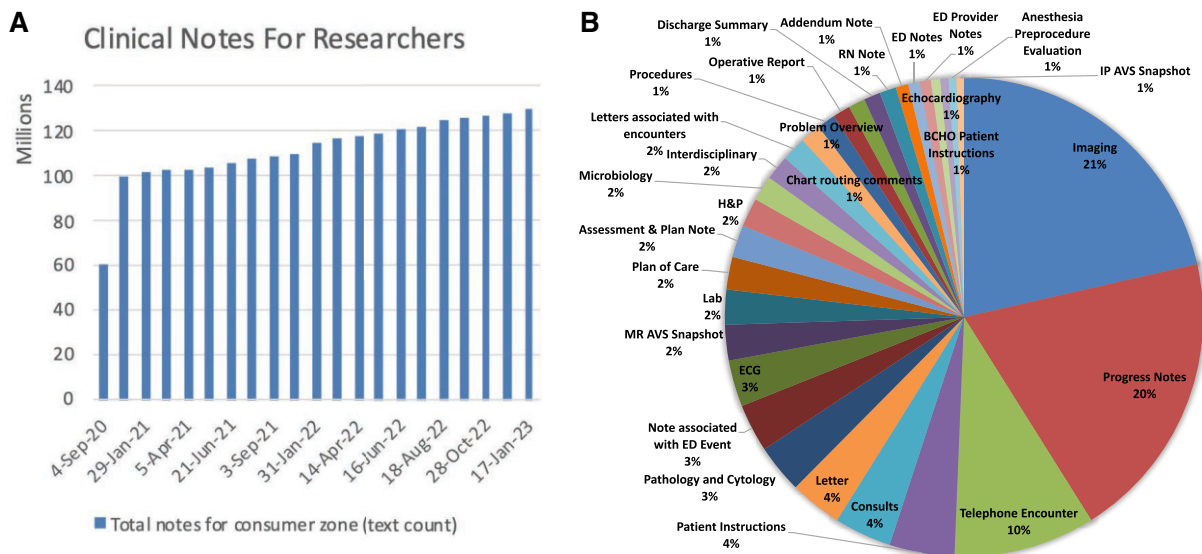 A
Clinical Notes For Researchers
Millions
140
120
100
80
60
40
20
0
4-Sep-20
29-Jan-21
5-Apr-21
21-Jun-21
3-Sep-21
31-Jan-22
14-Apr-22
16-Jun-22
18-Aug-22
28-Oct-22
17-Jan-23
Total notes for consumer zone (text count)
B
Imaging
21%
Progress Notes
20%
Telephone Encounter
10%
Patient Instructions
4%
Consults
4%
Letter
4%
Pathology and Cytology
3%
Note associated
with ED Event
3%
ECG
3%
MR AVS Snapshot
2%
Lab
2%
Plan of Care
2%
Assessment & Plan Note
2%
H&P
2%
Microbiology
2%
Interdisciplinary
2%
Letters associated with
encounters
2%
Chart routing comments
1%
Problem Overview
1%
Procedures
1%
Operative Report
1%
Discharge Summary
1%
RN Note
1%
Addendum Note
1%
ED Notes
1%
ED Provider
Notes
1%
Echocardiography
1%
BCHO Patient
Instructions
1%
Anesthesia
Preprocedure
Evaluation
1%
IP AVS Snapshot
1%